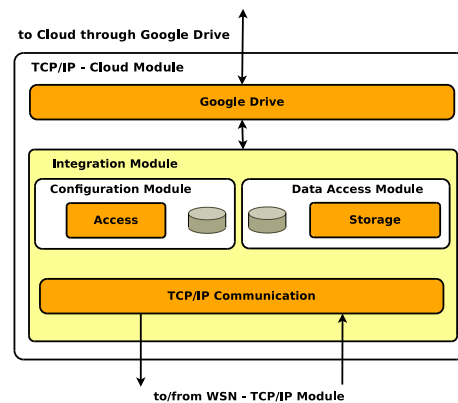 to Cloud through Google Drive
TCP/IP - Cloud Module
Google Drive
Integration Module
Configuration Module
Data Access Module
Access
Storage
TCP/IP Communication
to/from WSN - TCP/IP Module